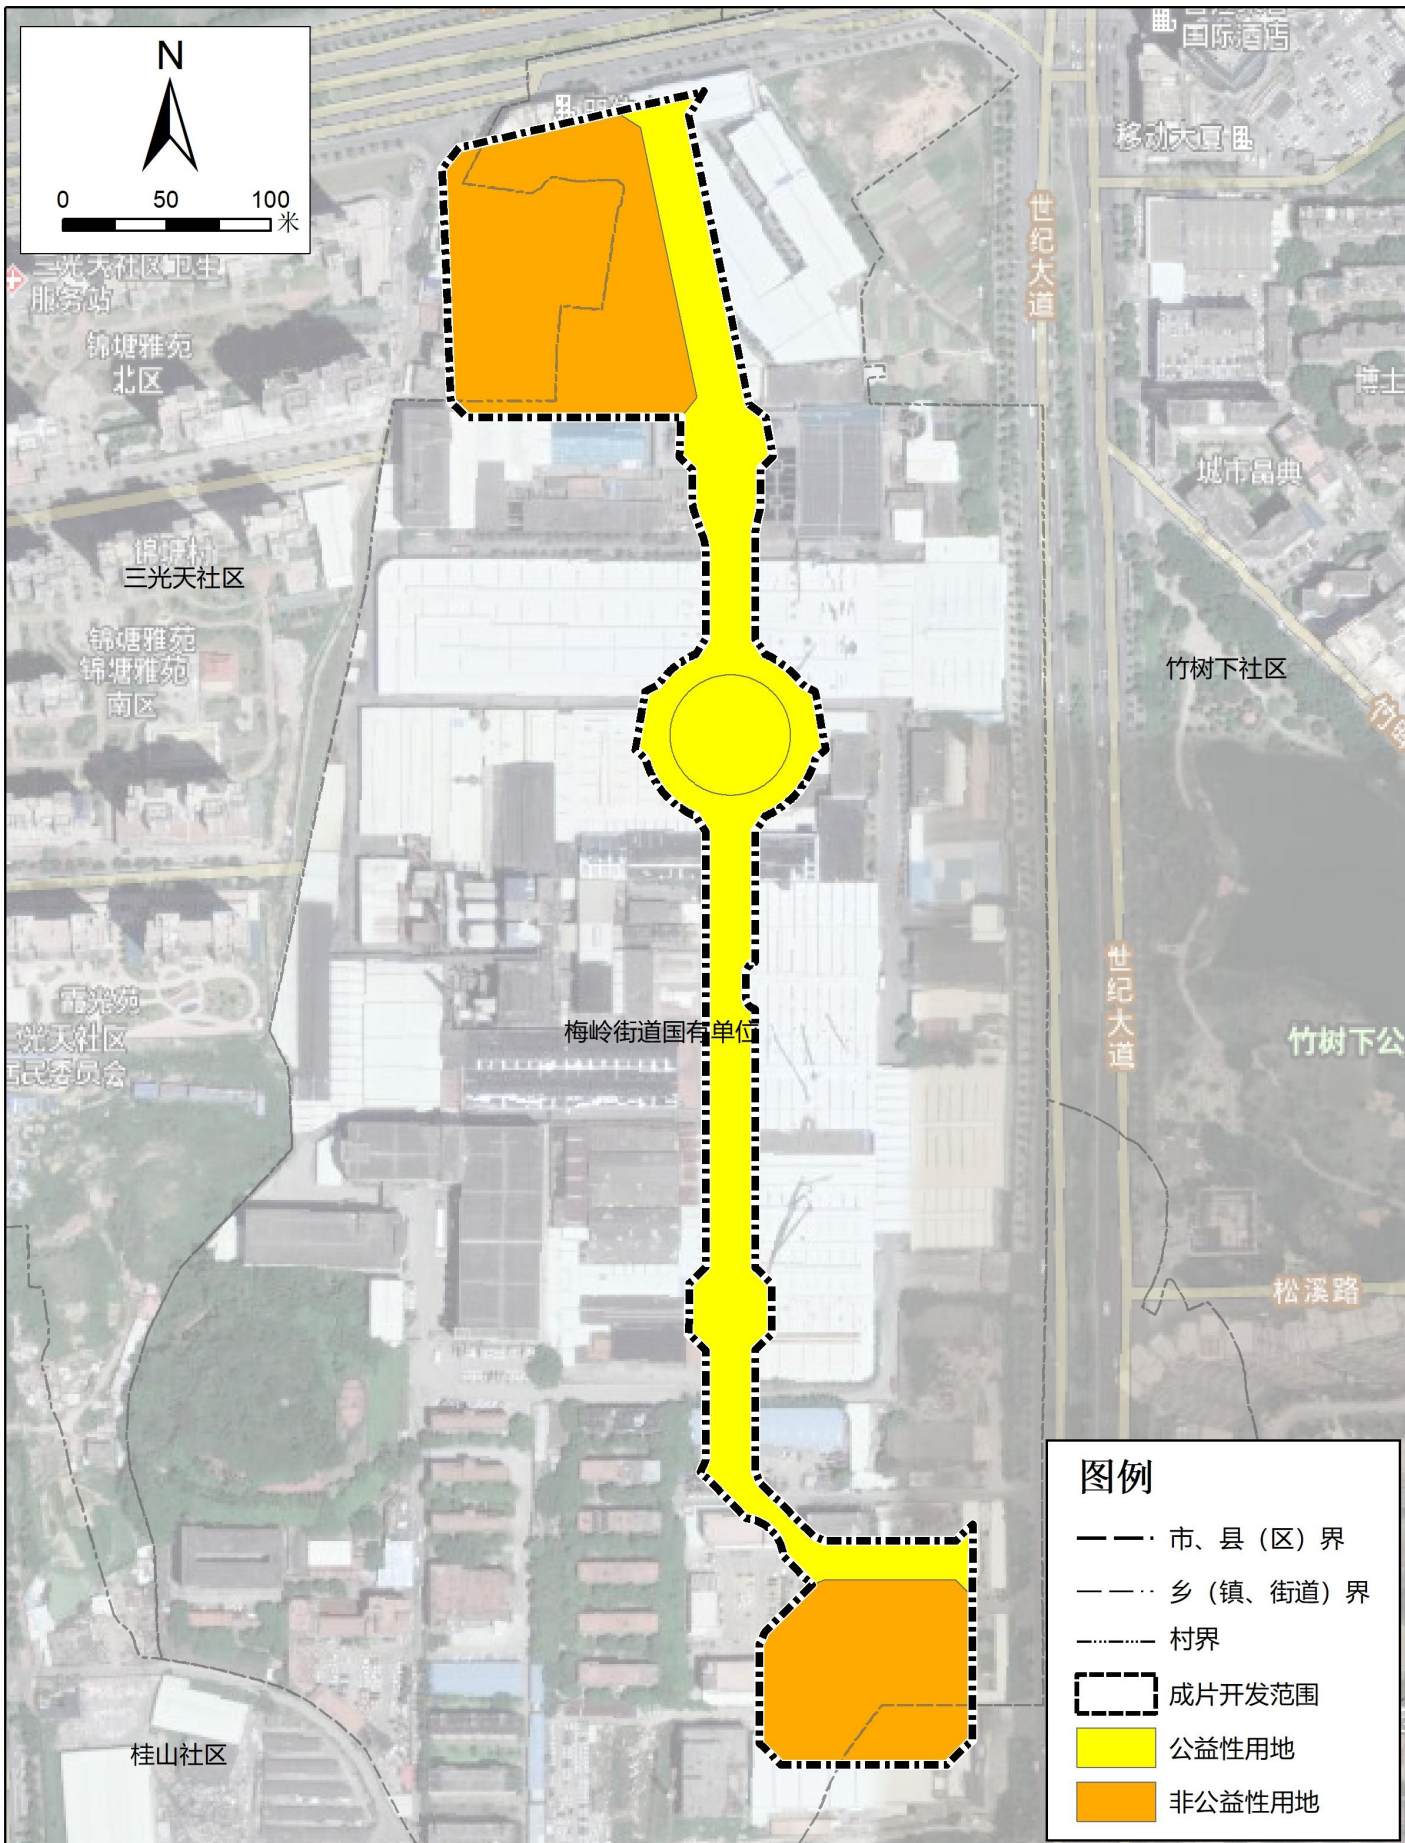 N
0 50 100
米
国际酒店
移动大厦
世纪大道
三光天社区卫生
服务站
锦塘雅苑
北区
博士
城市晶典
锦塘村
三光天社区
锦塘雅苑
锦塘雅苑
南区
竹树下社区
世纪大道
霞光苑
光天社区
居民委员会
梅岭街道国有单位
竹树下公
松溪路
桂山社区
图例
市、县（区）界
乡（镇、街道）界
村界
成片开发范围
公益性用地
非公益性用地